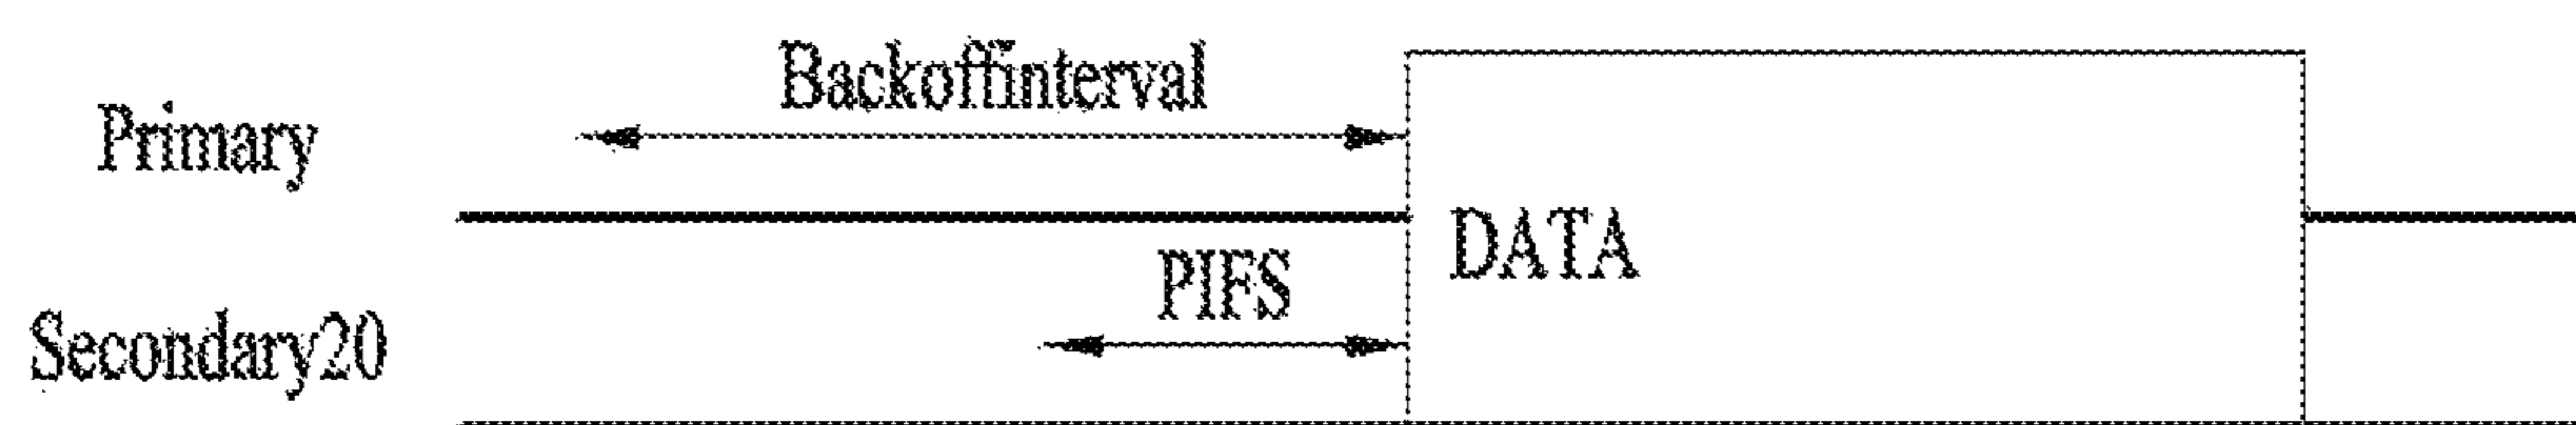 Backoffinterval
Primary
DATA
PIFS
Secondary20